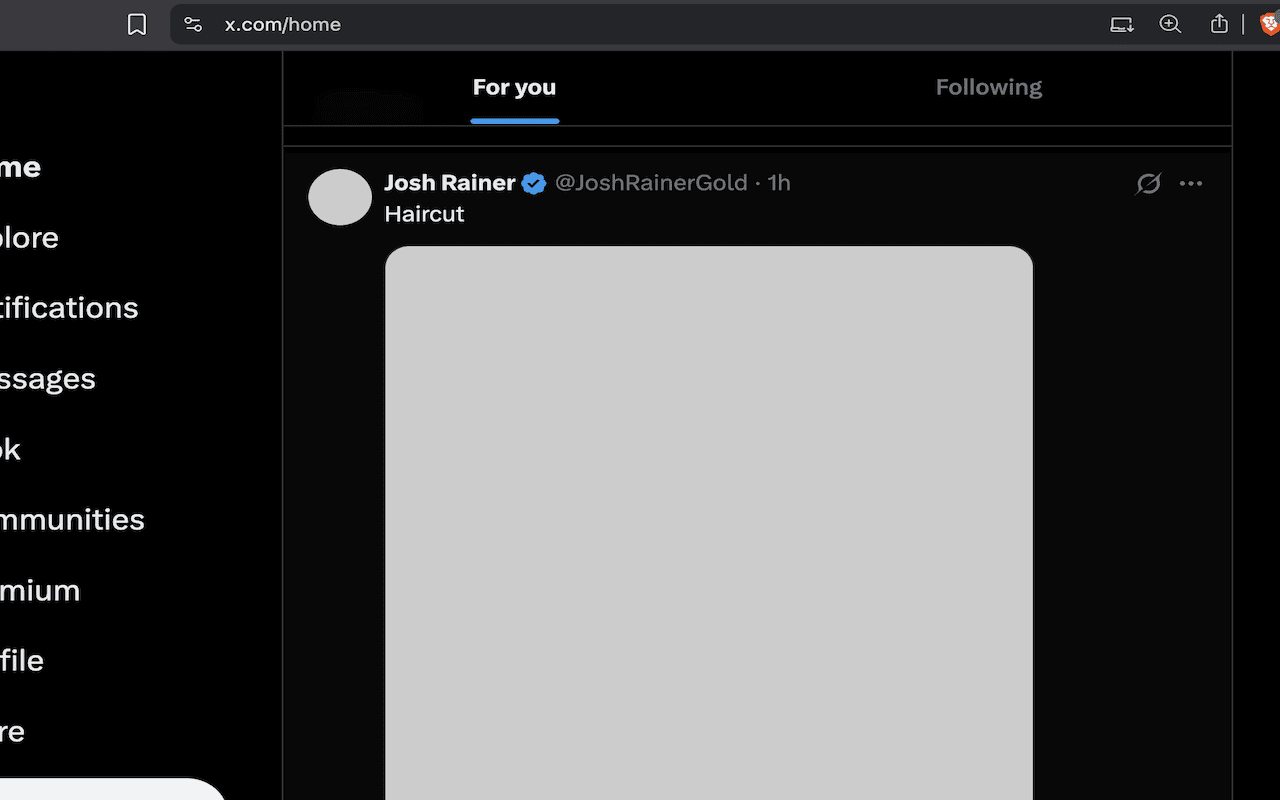 x.com/home
For you
Following
me
plore
tifications
ssages
ok
mmunities
mium
file
re
Josh Rainer @JoshRainerGold · 1h
Haircut